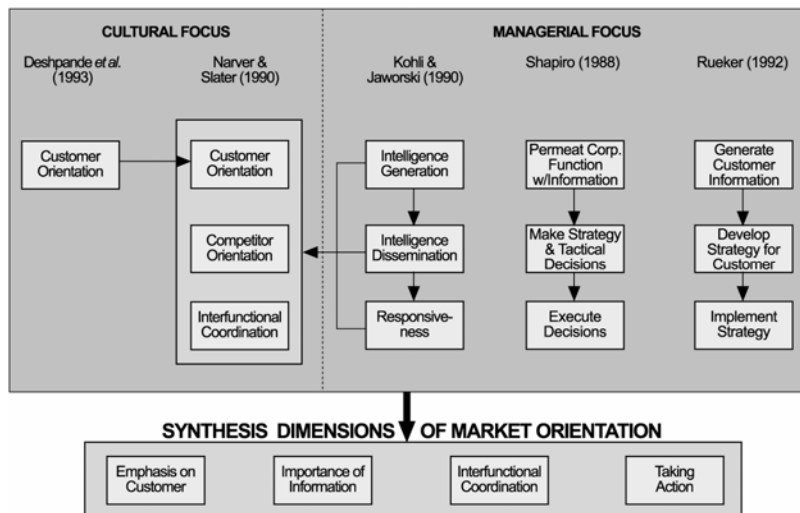 CULTURAL FOCUS
MANAGERIAL FOCUS
Deshpande et al.
(1993)
Narver &
Slater (1990)
Kohli &
Jaworski (1990)
Shapiro (1988)
Rueker (1992)
Customer
Orientation
Customer
Orientation
Intelligence
Generation
Permeat Corp.
Function
w/Information
Generate
Customer
Information
Competitor
Orientation
Intelligence
Dissemination
Make Strategy
& Tactical
Decisions
Develop
Strategy for
Customer
Interfunctional
Coordination
Responsive-
ness
Execute
Decisions
Implement
Strategy
SYNTHESIS DIMENSIONS OF MARKET ORIENTATION
Emphasis on
Customer
Importance of
Information
Interfunctional
Coordination
Taking
Action